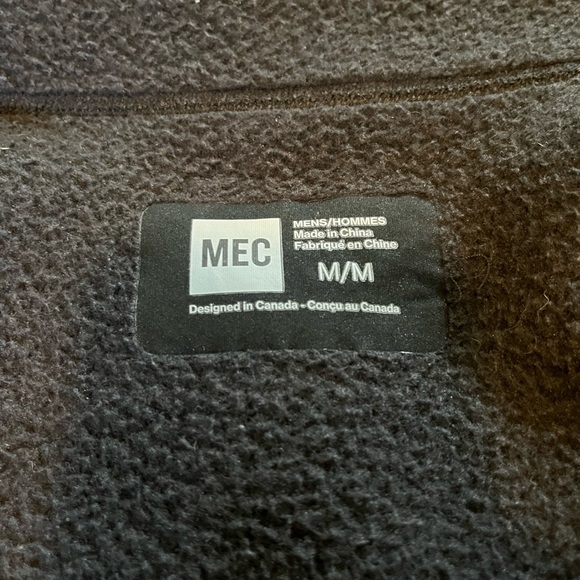 MEC
MENS/HOMMES
Made in China
Fabriqué en Chine
M/M
Designed in Canada • Conçu au Canada